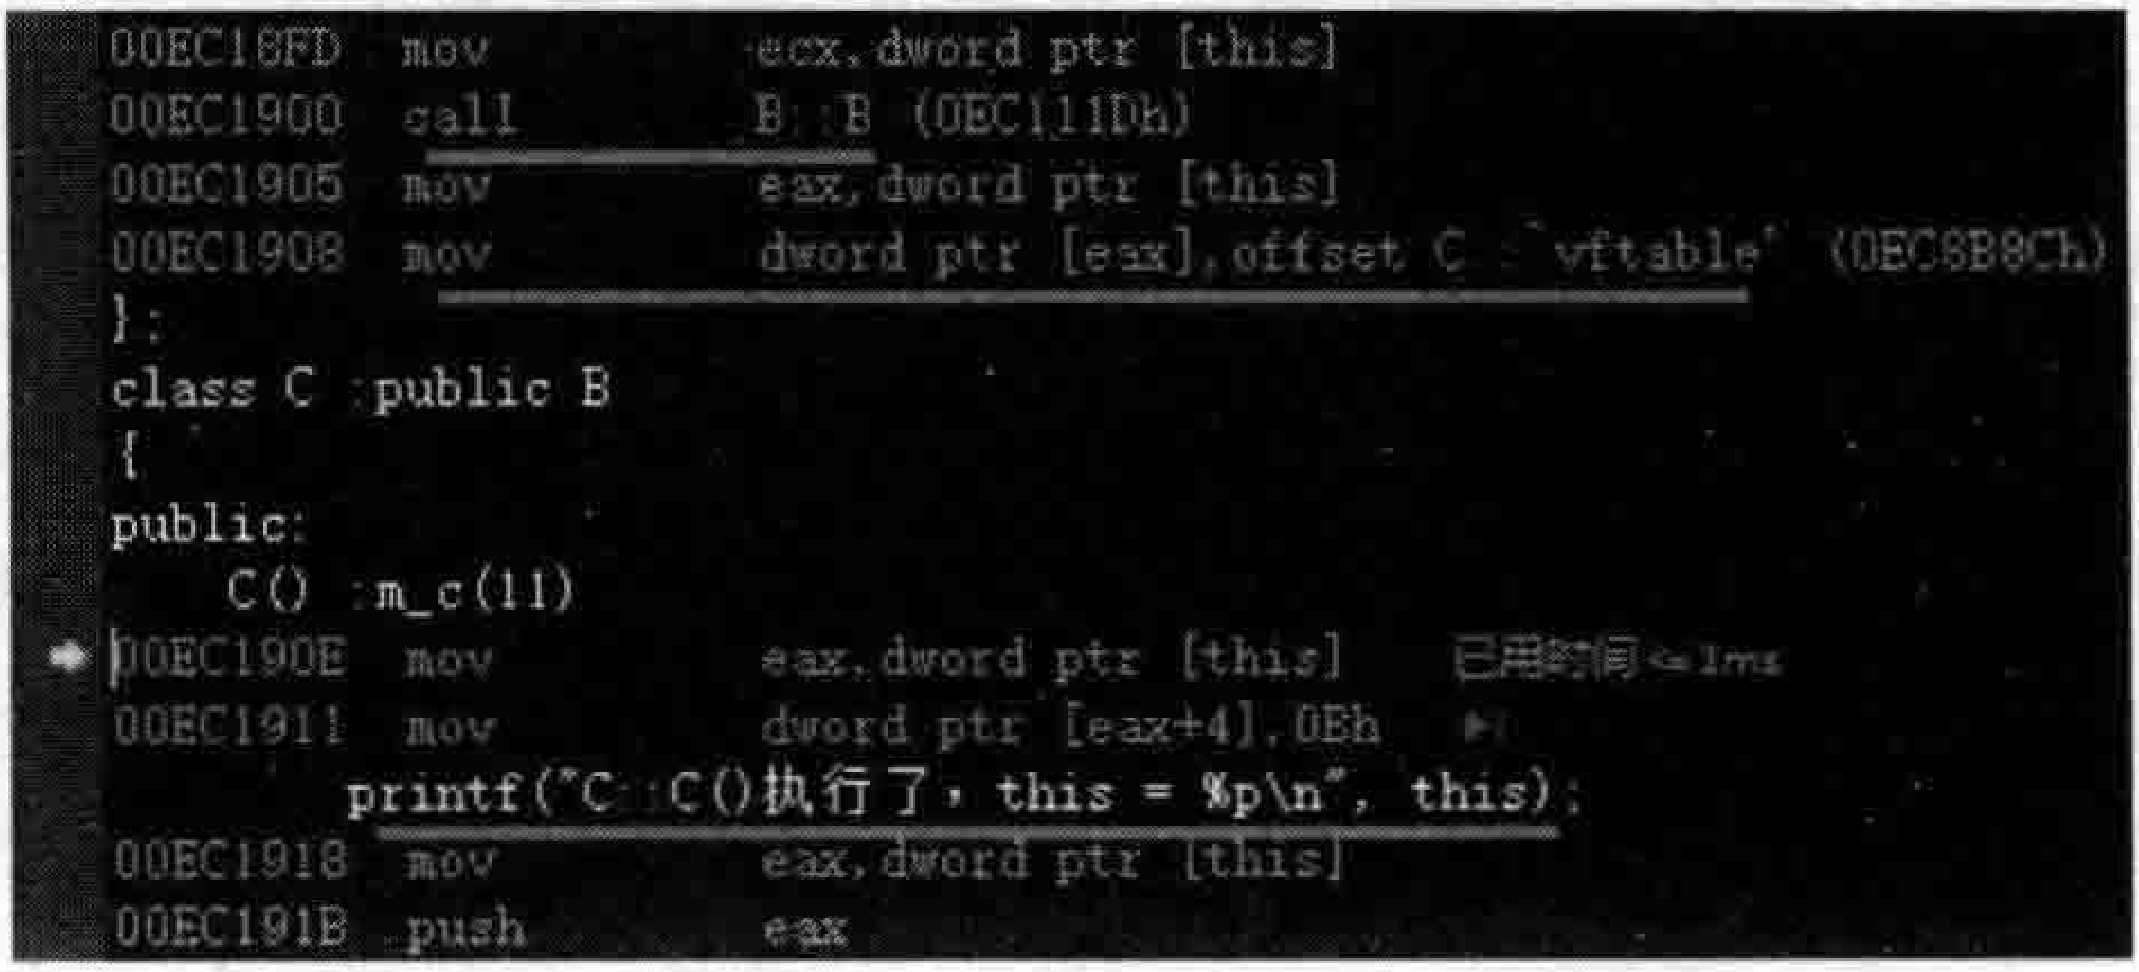 00EC18FD mov ecx,dword ptr [this]
00EC1900 call B::B (0EC111Dh)
00EC1905 mov eax,dword ptr [this]
00EC1908 mov dword ptr [eax],offset C::`vftable' (0EC8B8Ch)
};
class C :public B
{
public:
C() :m_c(11)
00EC190E mov eax,dword ptr [this] 已用时间<=1ms
00EC1911 mov dword ptr [eax+4],0Bh
printf("C::C()执行了, this = %p\n", this);
00EC1918 mov eax,dword ptr [this]
00EC191B push eax